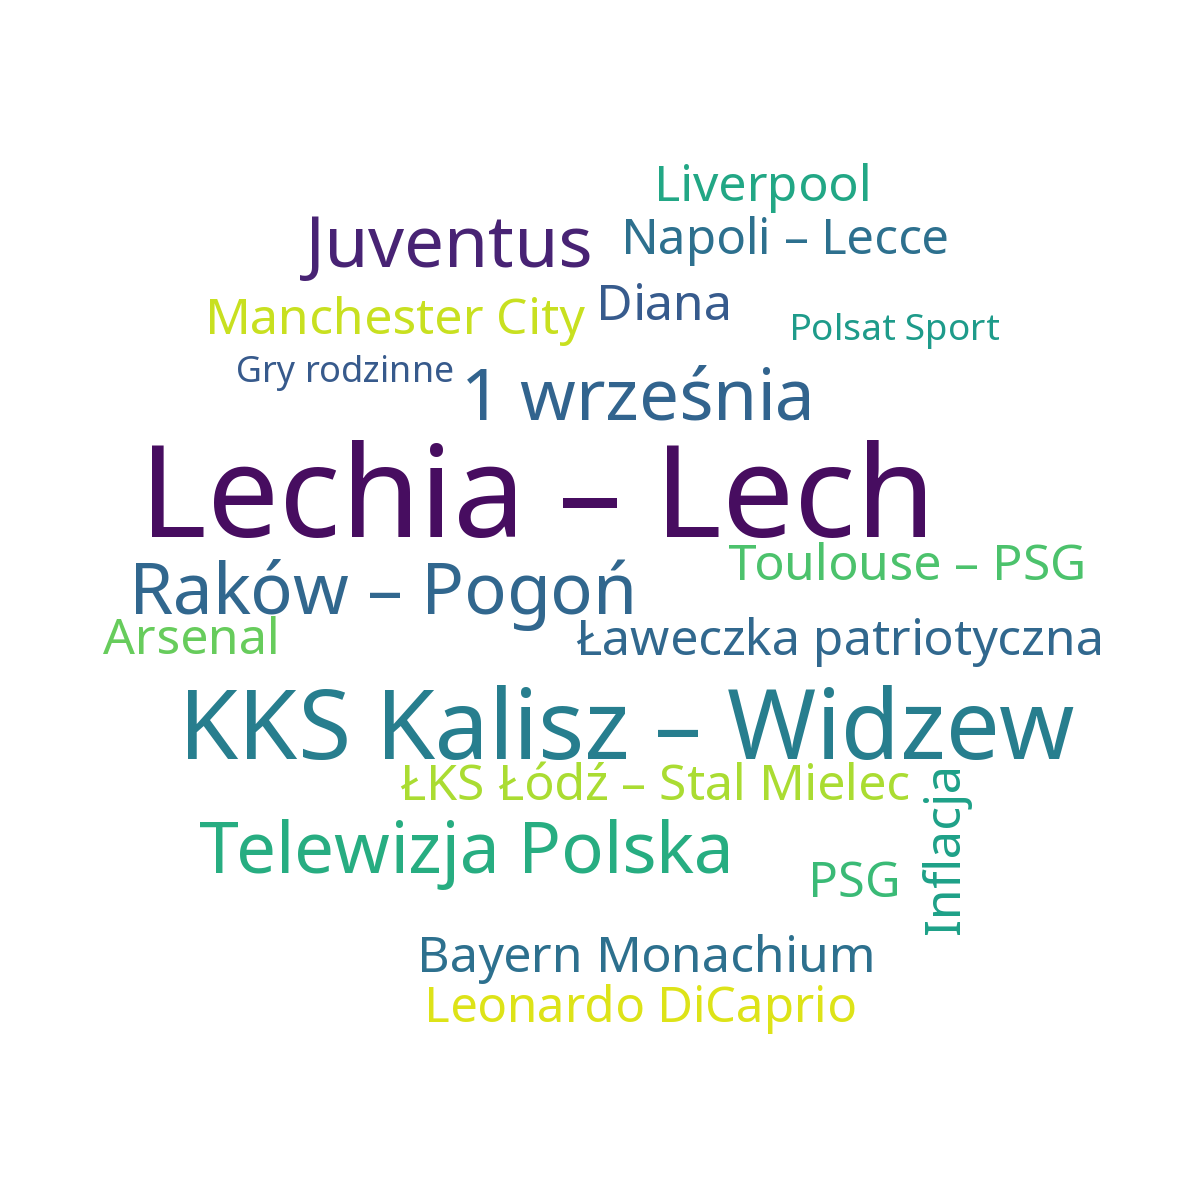 Liverpool
Juventus
Napoli – Lecce
Manchester City
Diana
Polsat Sport
Gry rodzinne
1 września
Lechia – Lech
Toulouse – PSG
Raków – Pogoń
Arsenal
Ławeczka patriotyczna
KKS Kalisz – Widzew
ŁKS Łódź – Stal Mielec
Inflacja
Telewizja Polska
PSG
Bayern Monachium
Leonardo DiCaprio